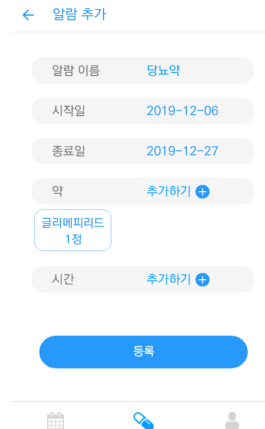 알람 추가
알람 이름 당뇨약
시작일 2019-12-06
종료일 2019-12-27
약 추가하기
글리메피리드
1정
시간 추가하기
등록